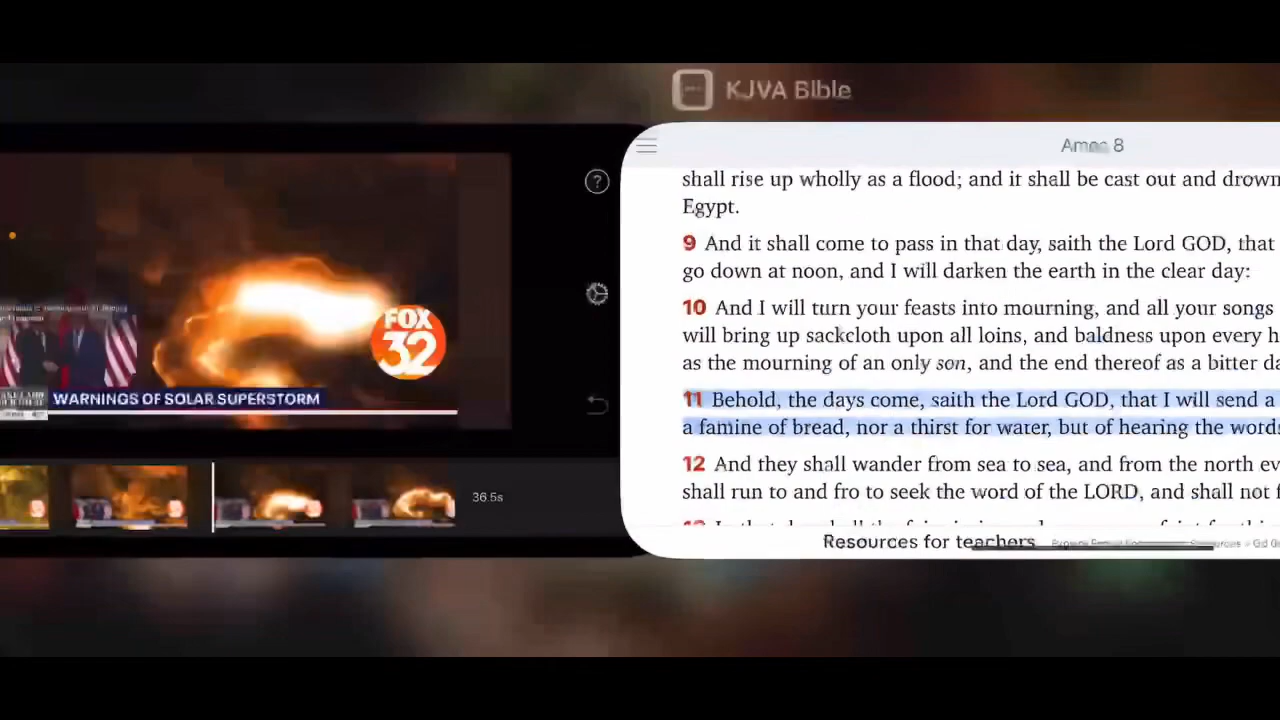 KJVA Bible
Amos 8
shall rise up wholly as a flood; and it shall be cast out and drown
Egypt.
9 And it shall come to pass in that day, saith the Lord GOD, that
go down at noon, and I will darken the earth in the clear day:
10 And I will turn your feasts into mourning, and all your songs
will bring up sackcloth upon all loins, and baldness upon every h
as the mourning of an only son, and the end thereof as a bitter da
11 Behold, the days come, saith the Lord GOD, that I will send a
a famine of bread, nor a thirst for water, but of hearing the words
12 And they shall wander from sea to sea, and from the north ev
shall run to and fro to seek the word of the LORD, and shall not f
Resources for teachers
?
FOX
32
WARNINGS OF SOLAR SUPERSTORM
36.5s